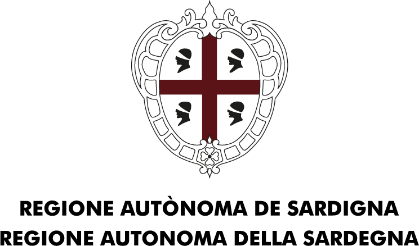 REGIONE AUTÒNOMA DE SARDIGNA
REGIONE AUTONOMA DELLA SARDEGNA